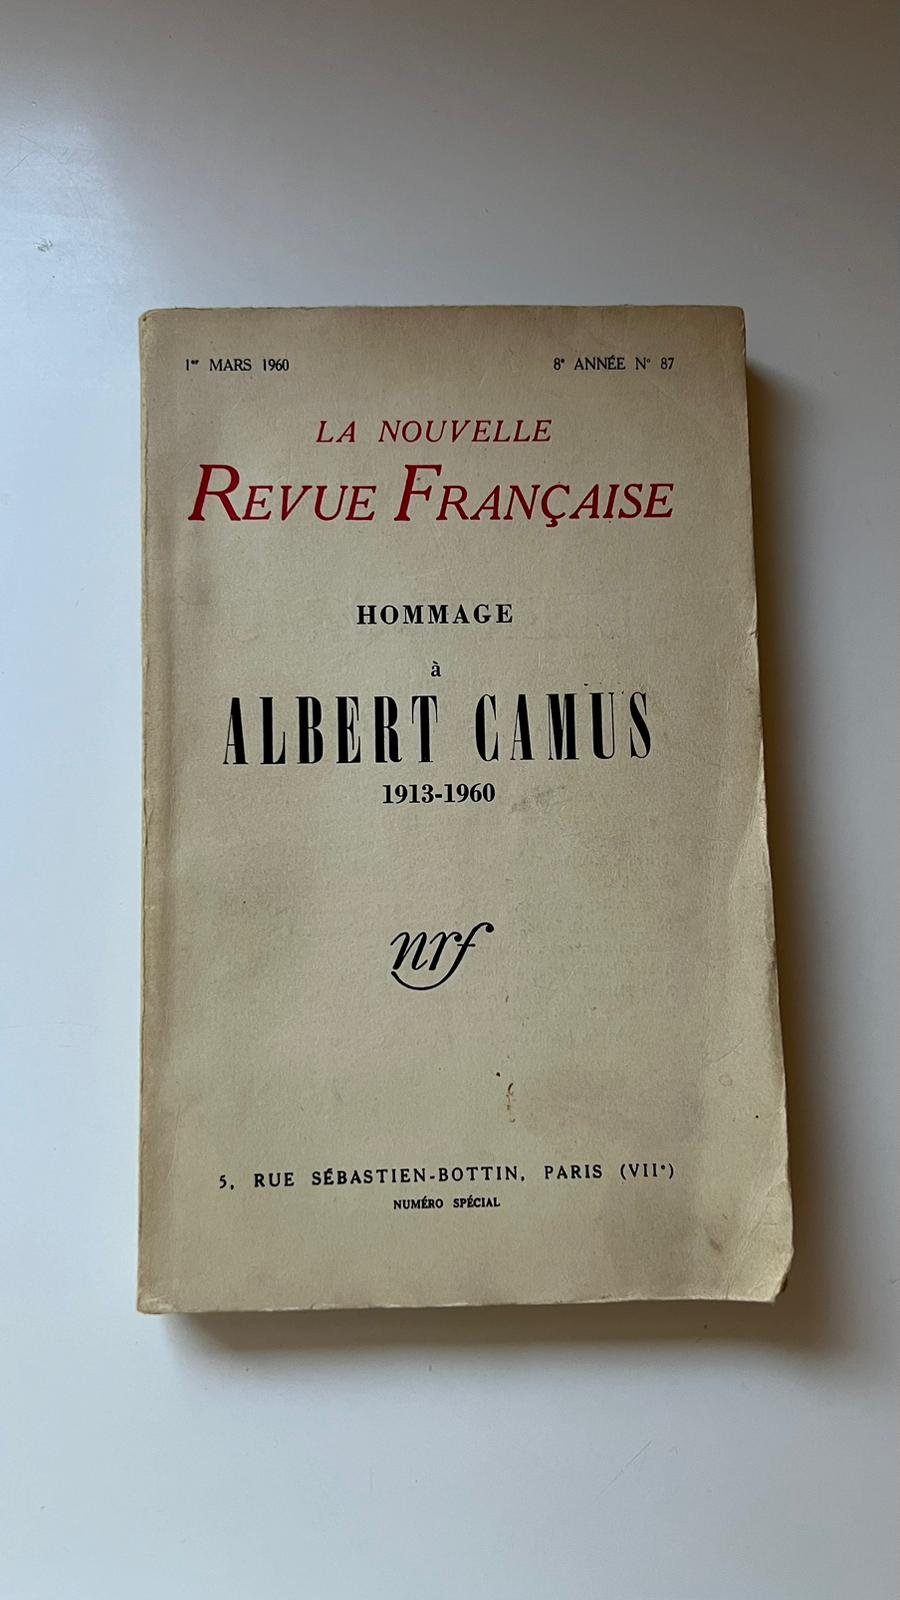 1er MARS 1960 8e ANNÉE No 87
LA NOUVELLE
REVUE FRANÇAISE
HOMMAGE
à
ALBERT CAMUS
1913-1960
nrf
5, RUE SÉBASTIEN-BOTTIN, PARIS (VIIe)
NUMÉRO SPÉCIAL